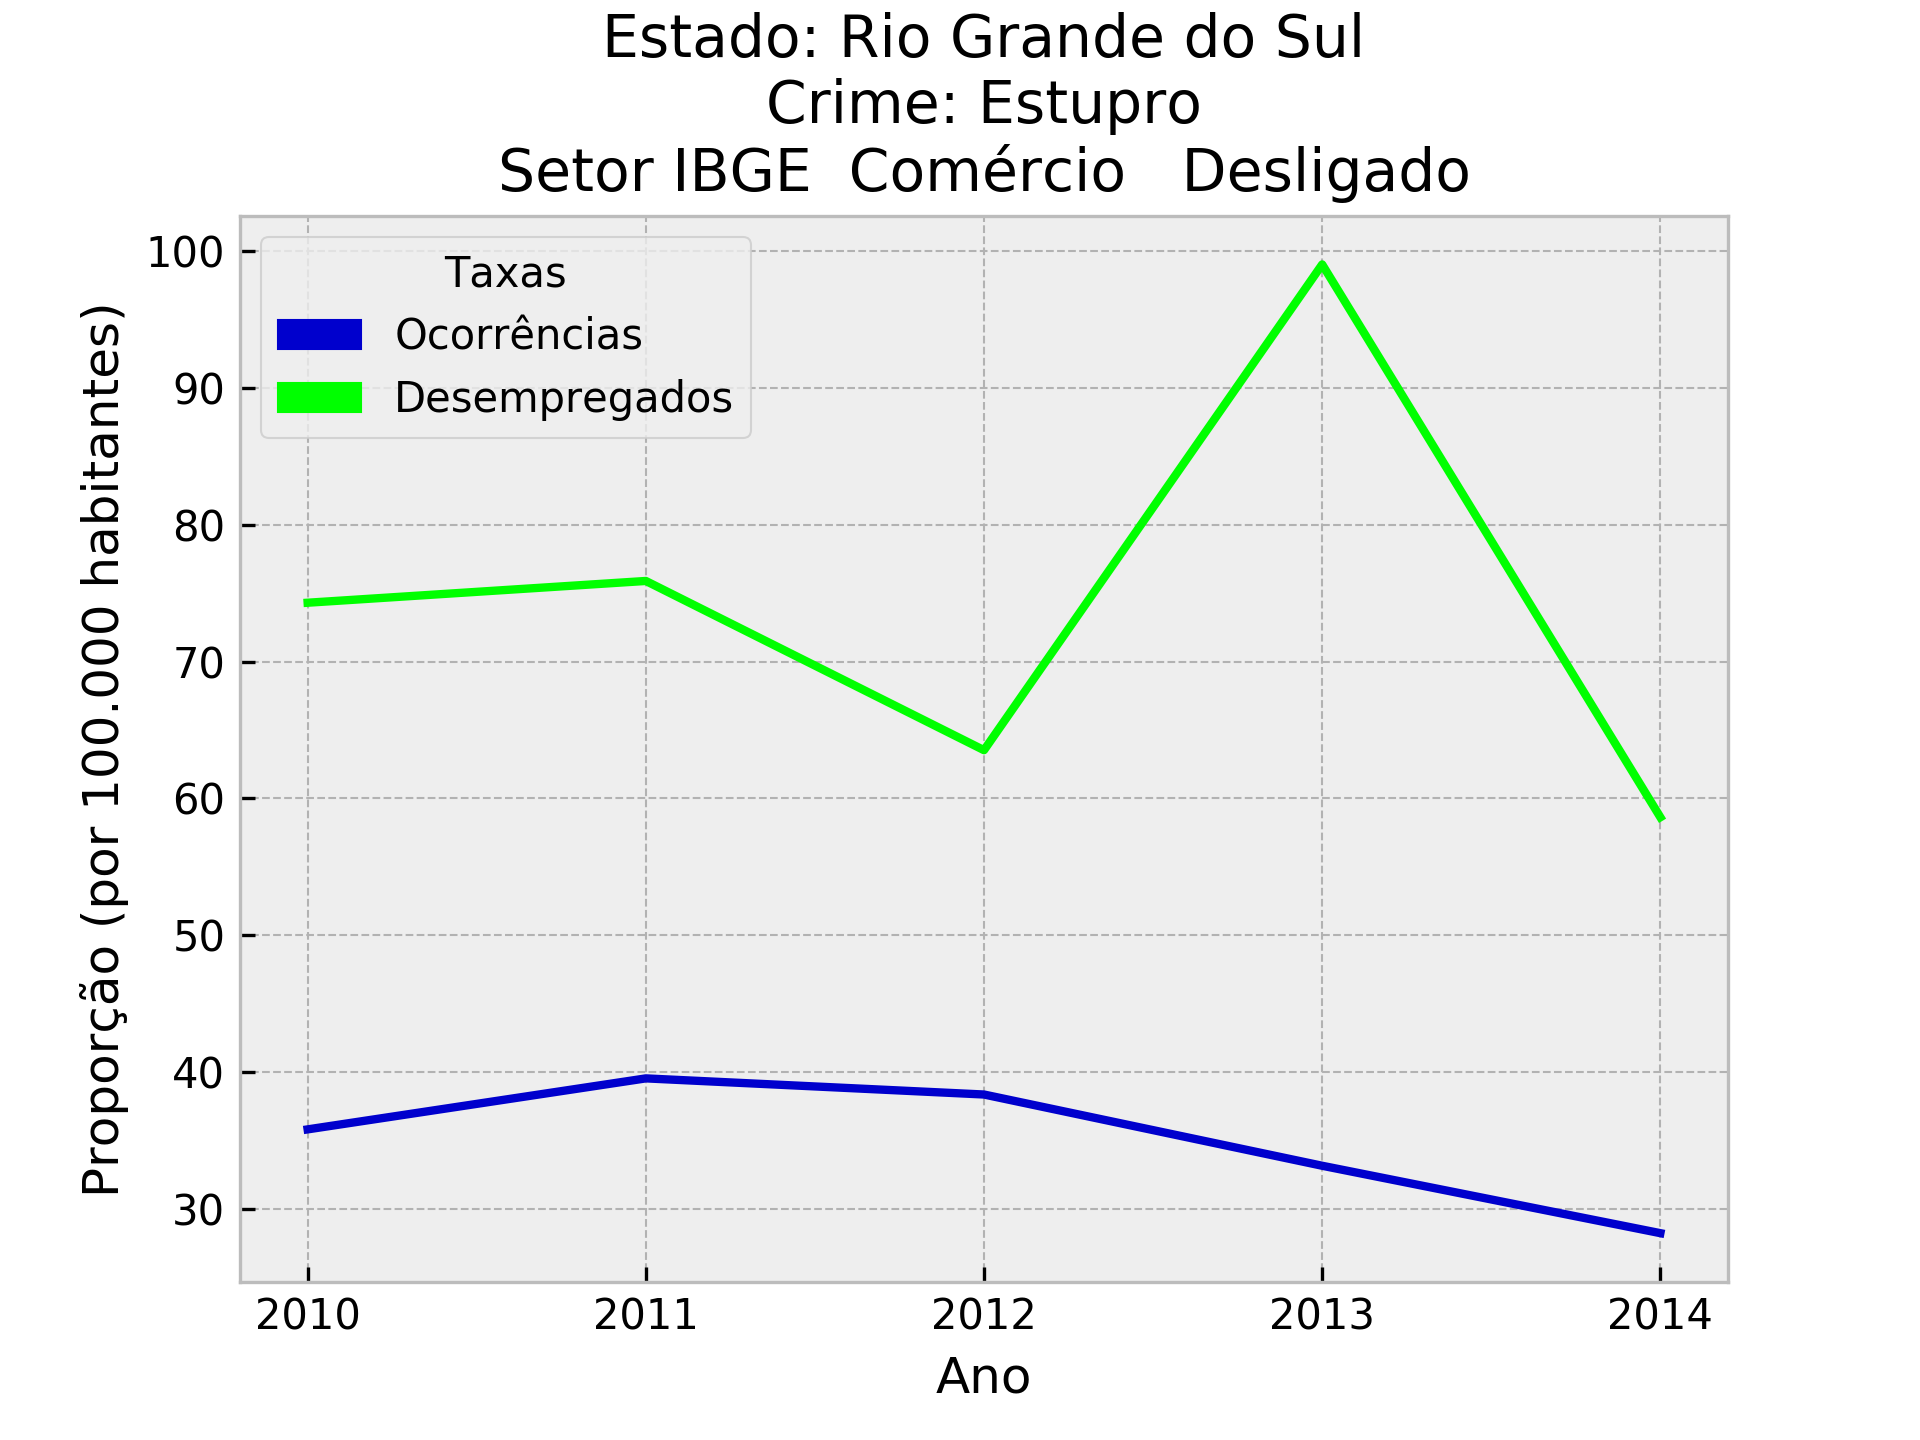 Estado: Rio Grande do Sul
Crime: Estupro
Setor IBGE  Comércio   Desligado
Taxas
Ocorrências
Desempregados
Proporção (por 100.000 habitantes)
100
90
80
70
60
50
40
30
2010 2011 2012 2013 2014
Ano